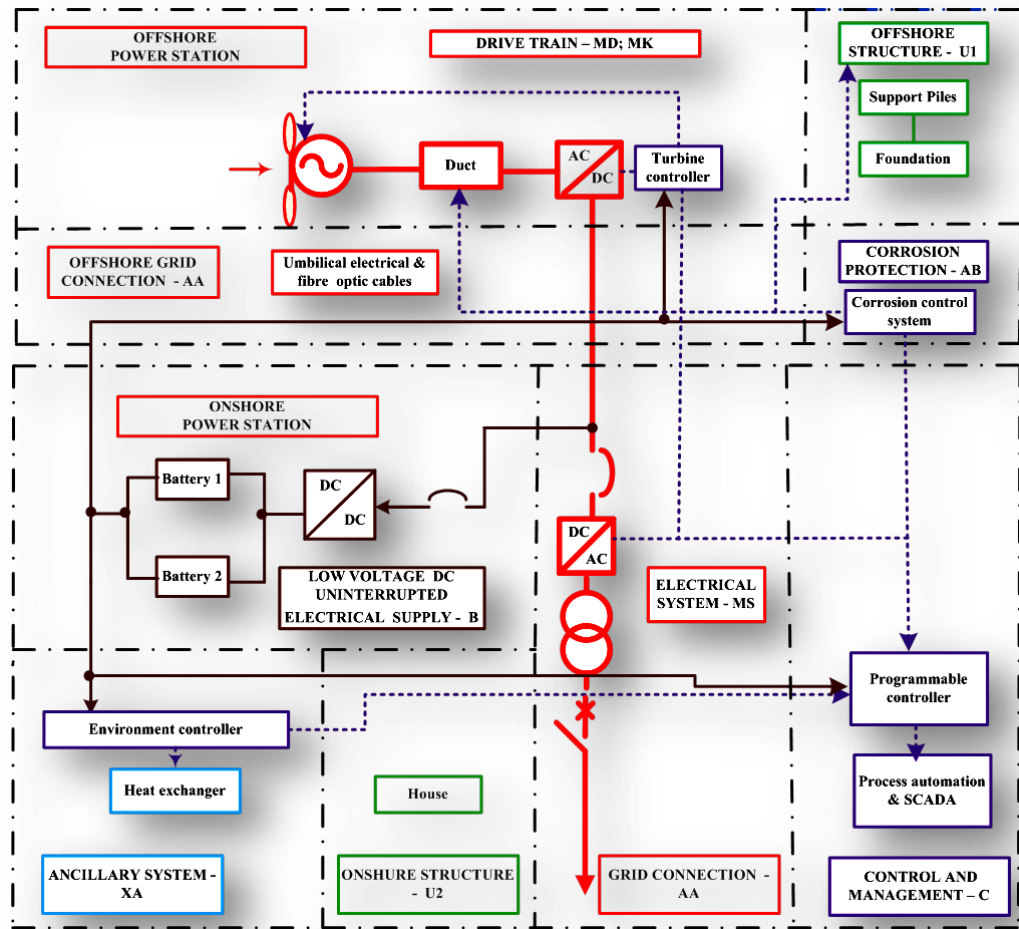 OFFSHORE
POWER STATION
DRIVE TRAIN – MD; MK
OFFSHORE
STRUCTURE - U1
Support Piles
Foundation
Duct
AC
DC
Turbine
controller
OFFSHORE GRID
CONNECTION - AA
Umbilical electrical &
fibre optic cables
CORROSION
PROTECTION - AB
Corrosion control
system
ONSHORE
POWER STATION
Battery 1
Battery 2
DC
DC
LOW VOLTAGE DC
UNINTERRUPTED
ELECTRICAL SUPPLY - B
DC
AC
ELECTRICAL
SYSTEM - MS
Programmable
controller
Environment controller
Heat exchanger
House
Process automation
& SCADA
ANCILLARY SYSTEM -
XA
ONSHURE STRUCTURE
- U2
GRID CONNECTION -
AA
CONTROL AND
MANAGEMENT – C